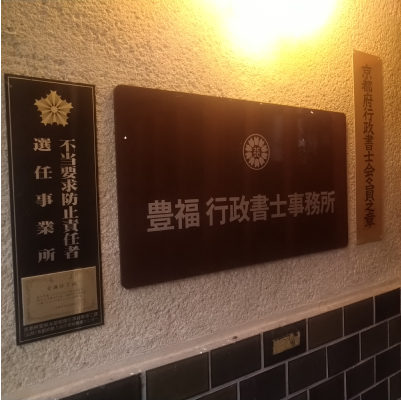 不当要求防止責任者
選任事業所
豊福 行政書士事務所
京都府行政書士会員之章